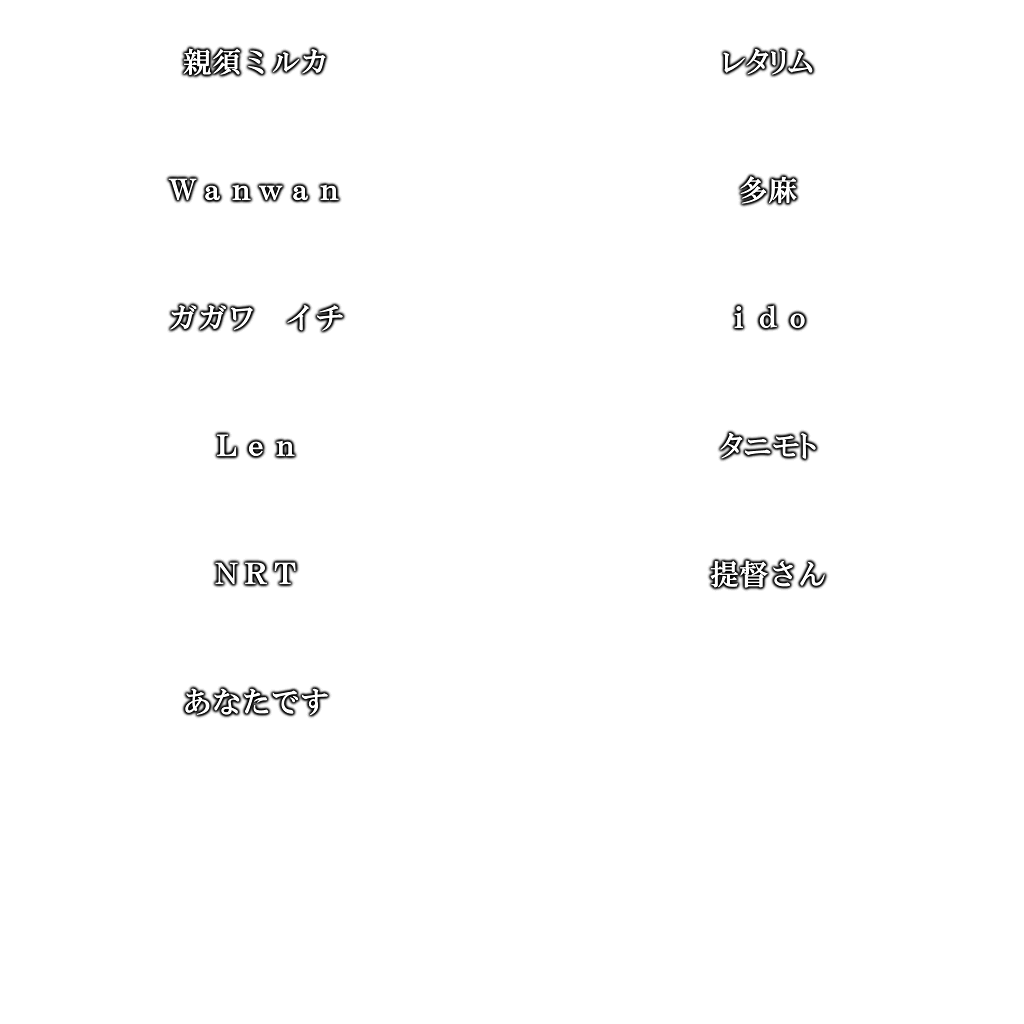 親須ミルカ
レタリム
Ｗａｎｗａｎ
多麻
ガガワ　イチ
ｉｄｏ
Ｌｅｎ
タニモト
ＮＲＴ
提督さん
あなたです